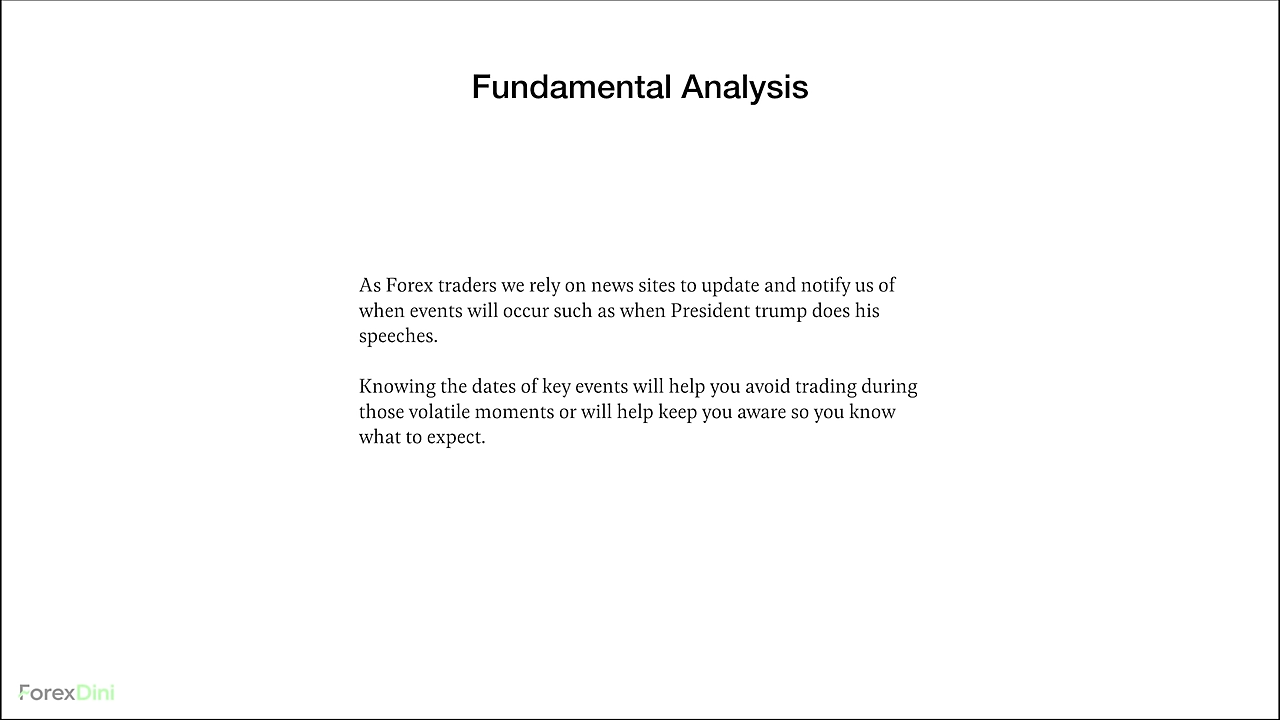 Fundamental Analysis
As Forex traders we rely on news sites to update and notify us of
when events will occur such as when President trump does his
speeches.
Knowing the dates of key events will help you avoid trading during
those volatile moments or will help keep you aware so you know
what to expect.
ForexDini